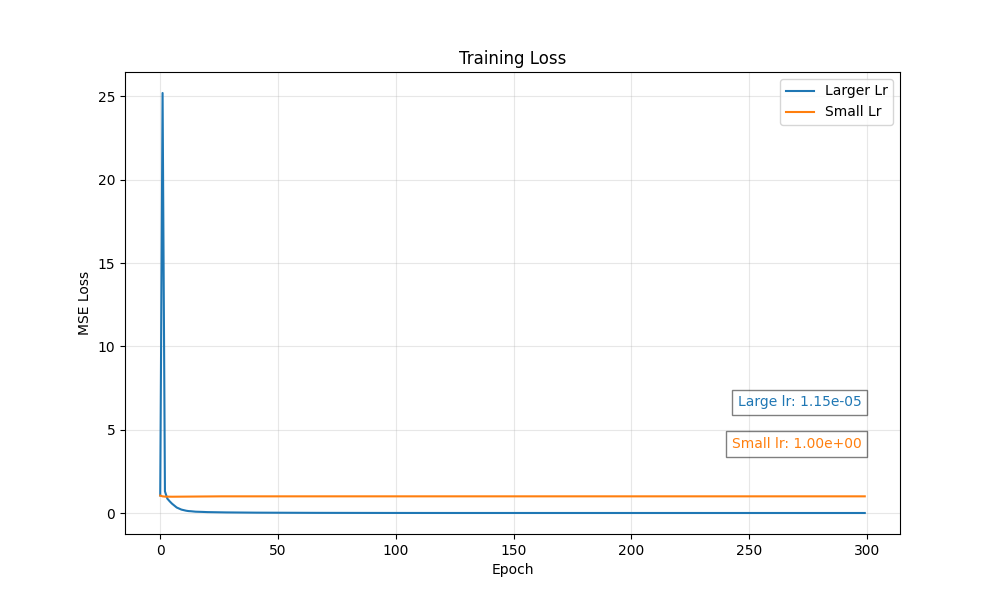 Training Loss
Larger Lr
Small Lr
MSE Loss
25
20
15
10
5
0
Large lr: 1.15e-05
Small lr: 1.00e+00
0 50 100 150 200 250 300
Epoch